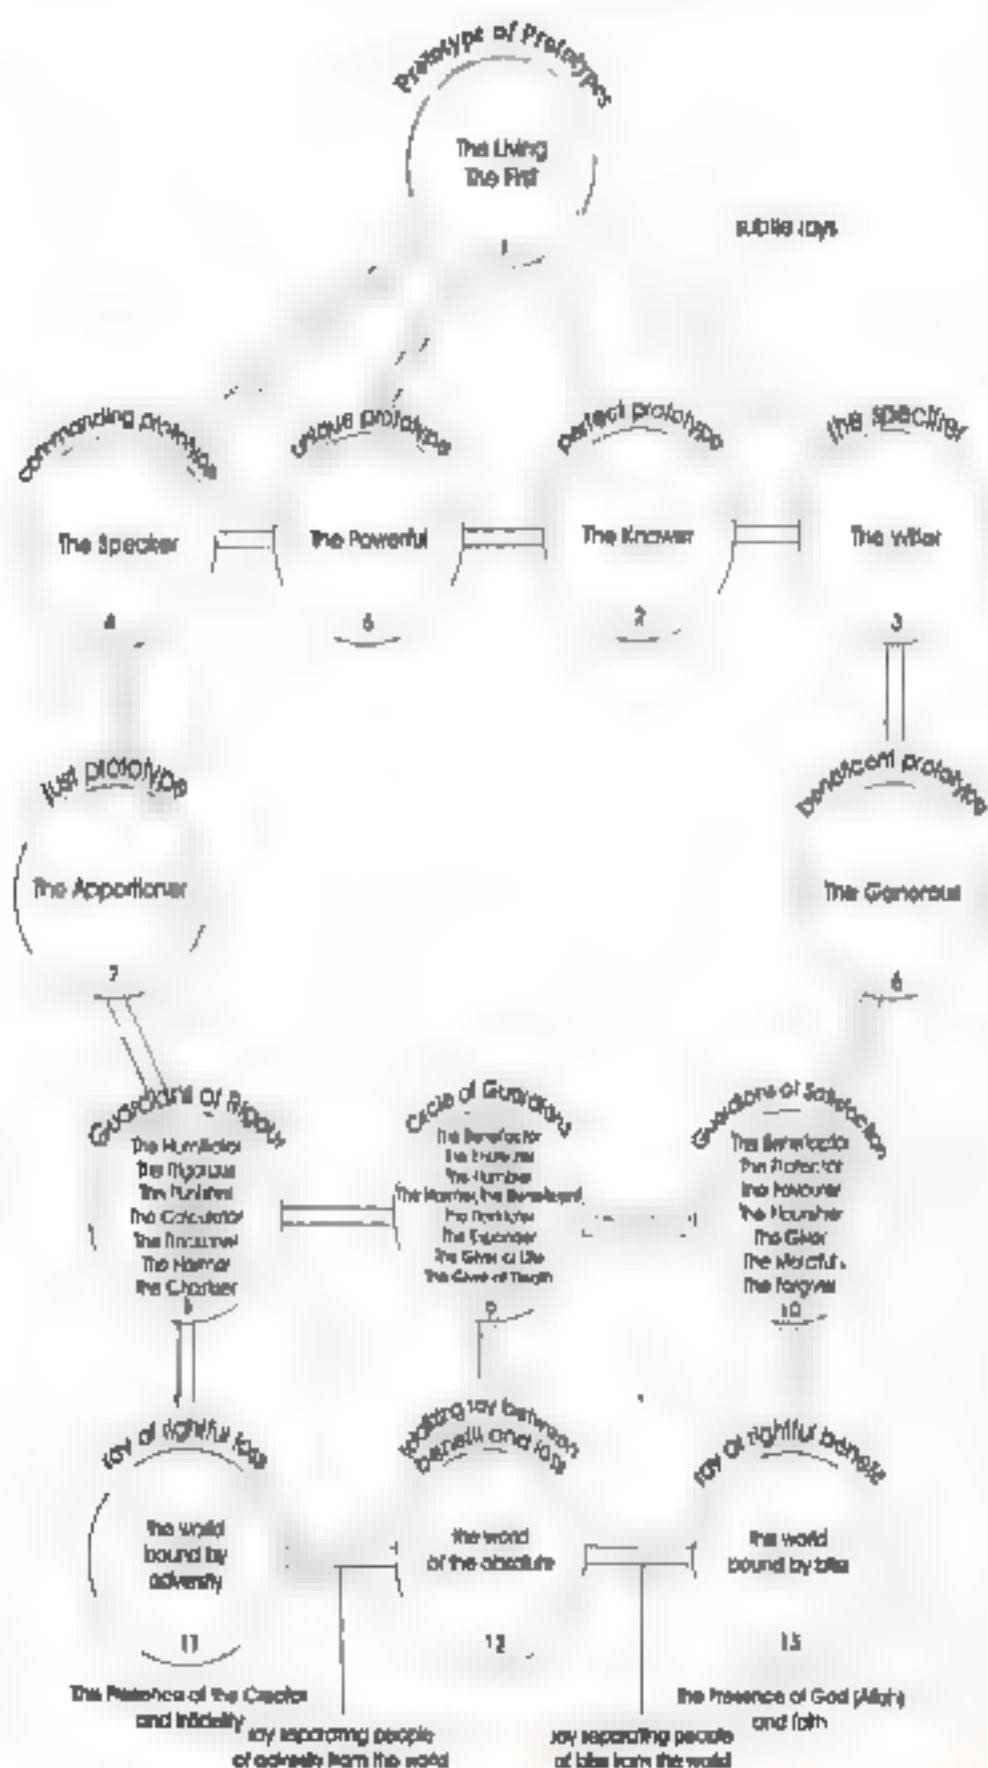 Prototype of Prototypes
The Living
The First
1
subtle rays
commanding prototype
The Speaker
4
unique prototype
The Powerful
5
perfect prototype
The Knower
2
the specifier
The Willer
3
just prototype
The Apportioner
7
beneficent prototype
The Generous
6
Guardians of Rigour
The Humiliator
The Rigorous
The Punisher
The Calculator
The
The Harmer
The Chastiser
8
Circle of Guardians
The Benefactor
The
The Humbler
The Harmer, the Beneficent
The
The Expander
The Giver of Life
The Giver of Death
9
Guardians of Satisfaction
The Benefactor
The Protector
The Favourer
The Nourisher
The Giver
The Merciful
The Forgiver
10
ray of rightful loss
the world
bound by
adversity
11
The Presence of the Creator
and infidelity
totalizing ray between
benefit and loss
the world
of the absolute
12
ray of rightful benefit
the world
bound by bliss
13
the Presence of God (Allah)
and faith
ray separating people
of adversity from the world
ray separating people
of bliss from the world